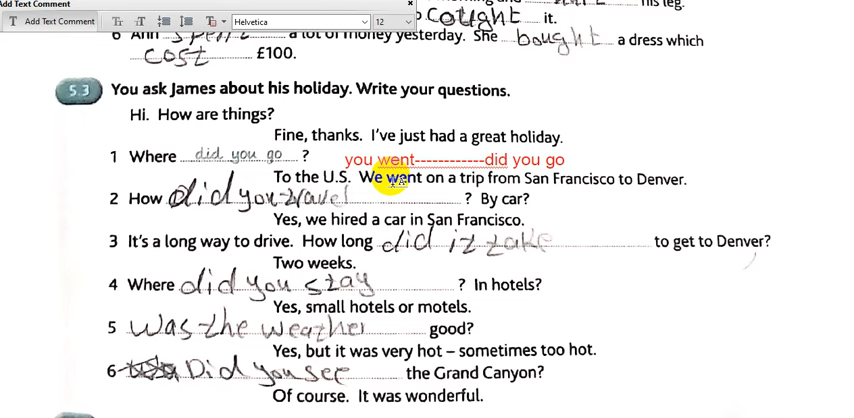 Add Text Comment
T Add Text Comment Tr T Helvetica 12
his leg.
cought it.
6 Ann spent a lot of money yesterday. She bought a dress which
cost £100.
5.3 You ask James about his holiday. Write your questions.
Hi. How are things?
Fine, thanks. I've just had a great holiday.
1 Where did you go ?
you went------------did you go
To the U.S. We went on a trip from San Francisco to Denver.
2 How did you travel ? By car?
Yes, we hired a car in San Francisco.
3 It's a long way to drive. How long did it take to get to Denver?
Two weeks.
4 Where did you stay ? In hotels?
Yes, small hotels or motels.
5 Was the weather good?
Yes, but it was very hot – sometimes too hot.
6 Did you see the Grand Canyon?
Of course. It was wonderful.